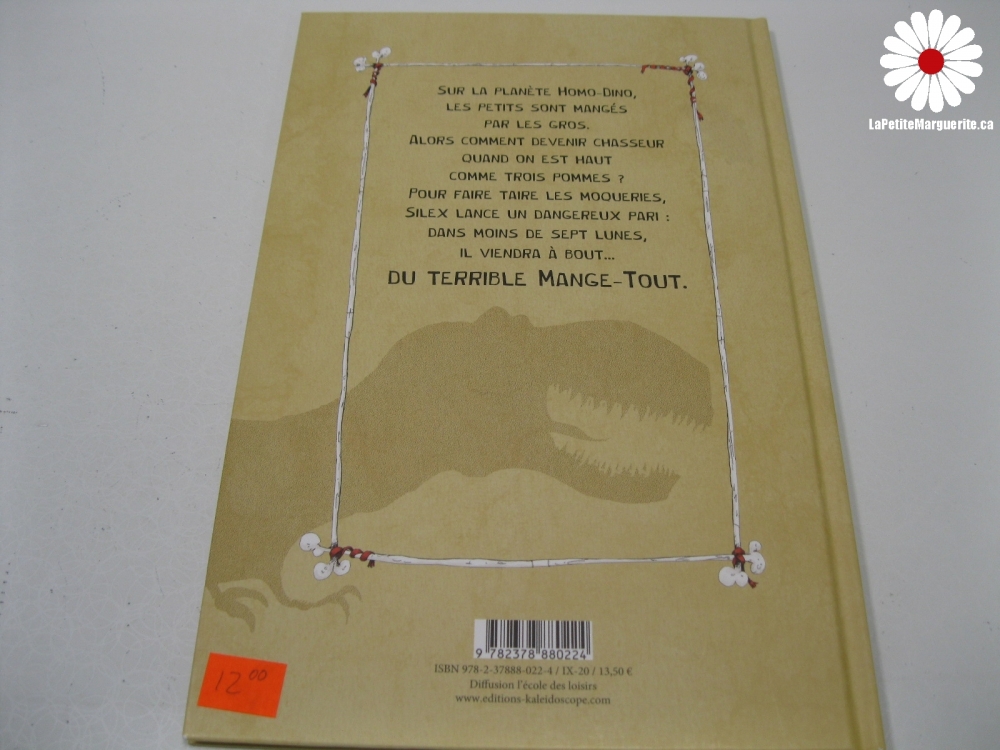 LaPetiteMarguerite.ca
Sur la planète Homo-Dino,
les petits sont mangés
par les gros.
Alors comment devenir chasseur
quand on est haut
comme trois pommes ?
Pour faire taire les moqueries,
Silex lance un dangereux pari :
dans moins de sept lunes,
il viendra à bout...
du terrible Mange-Tout.
9 782378 880224
ISBN 978-2-37888-022-4 / IX-20 / 13,50 €
Diffusion l'école des loisirs
www.editions-kaleidoscope.com
12 00